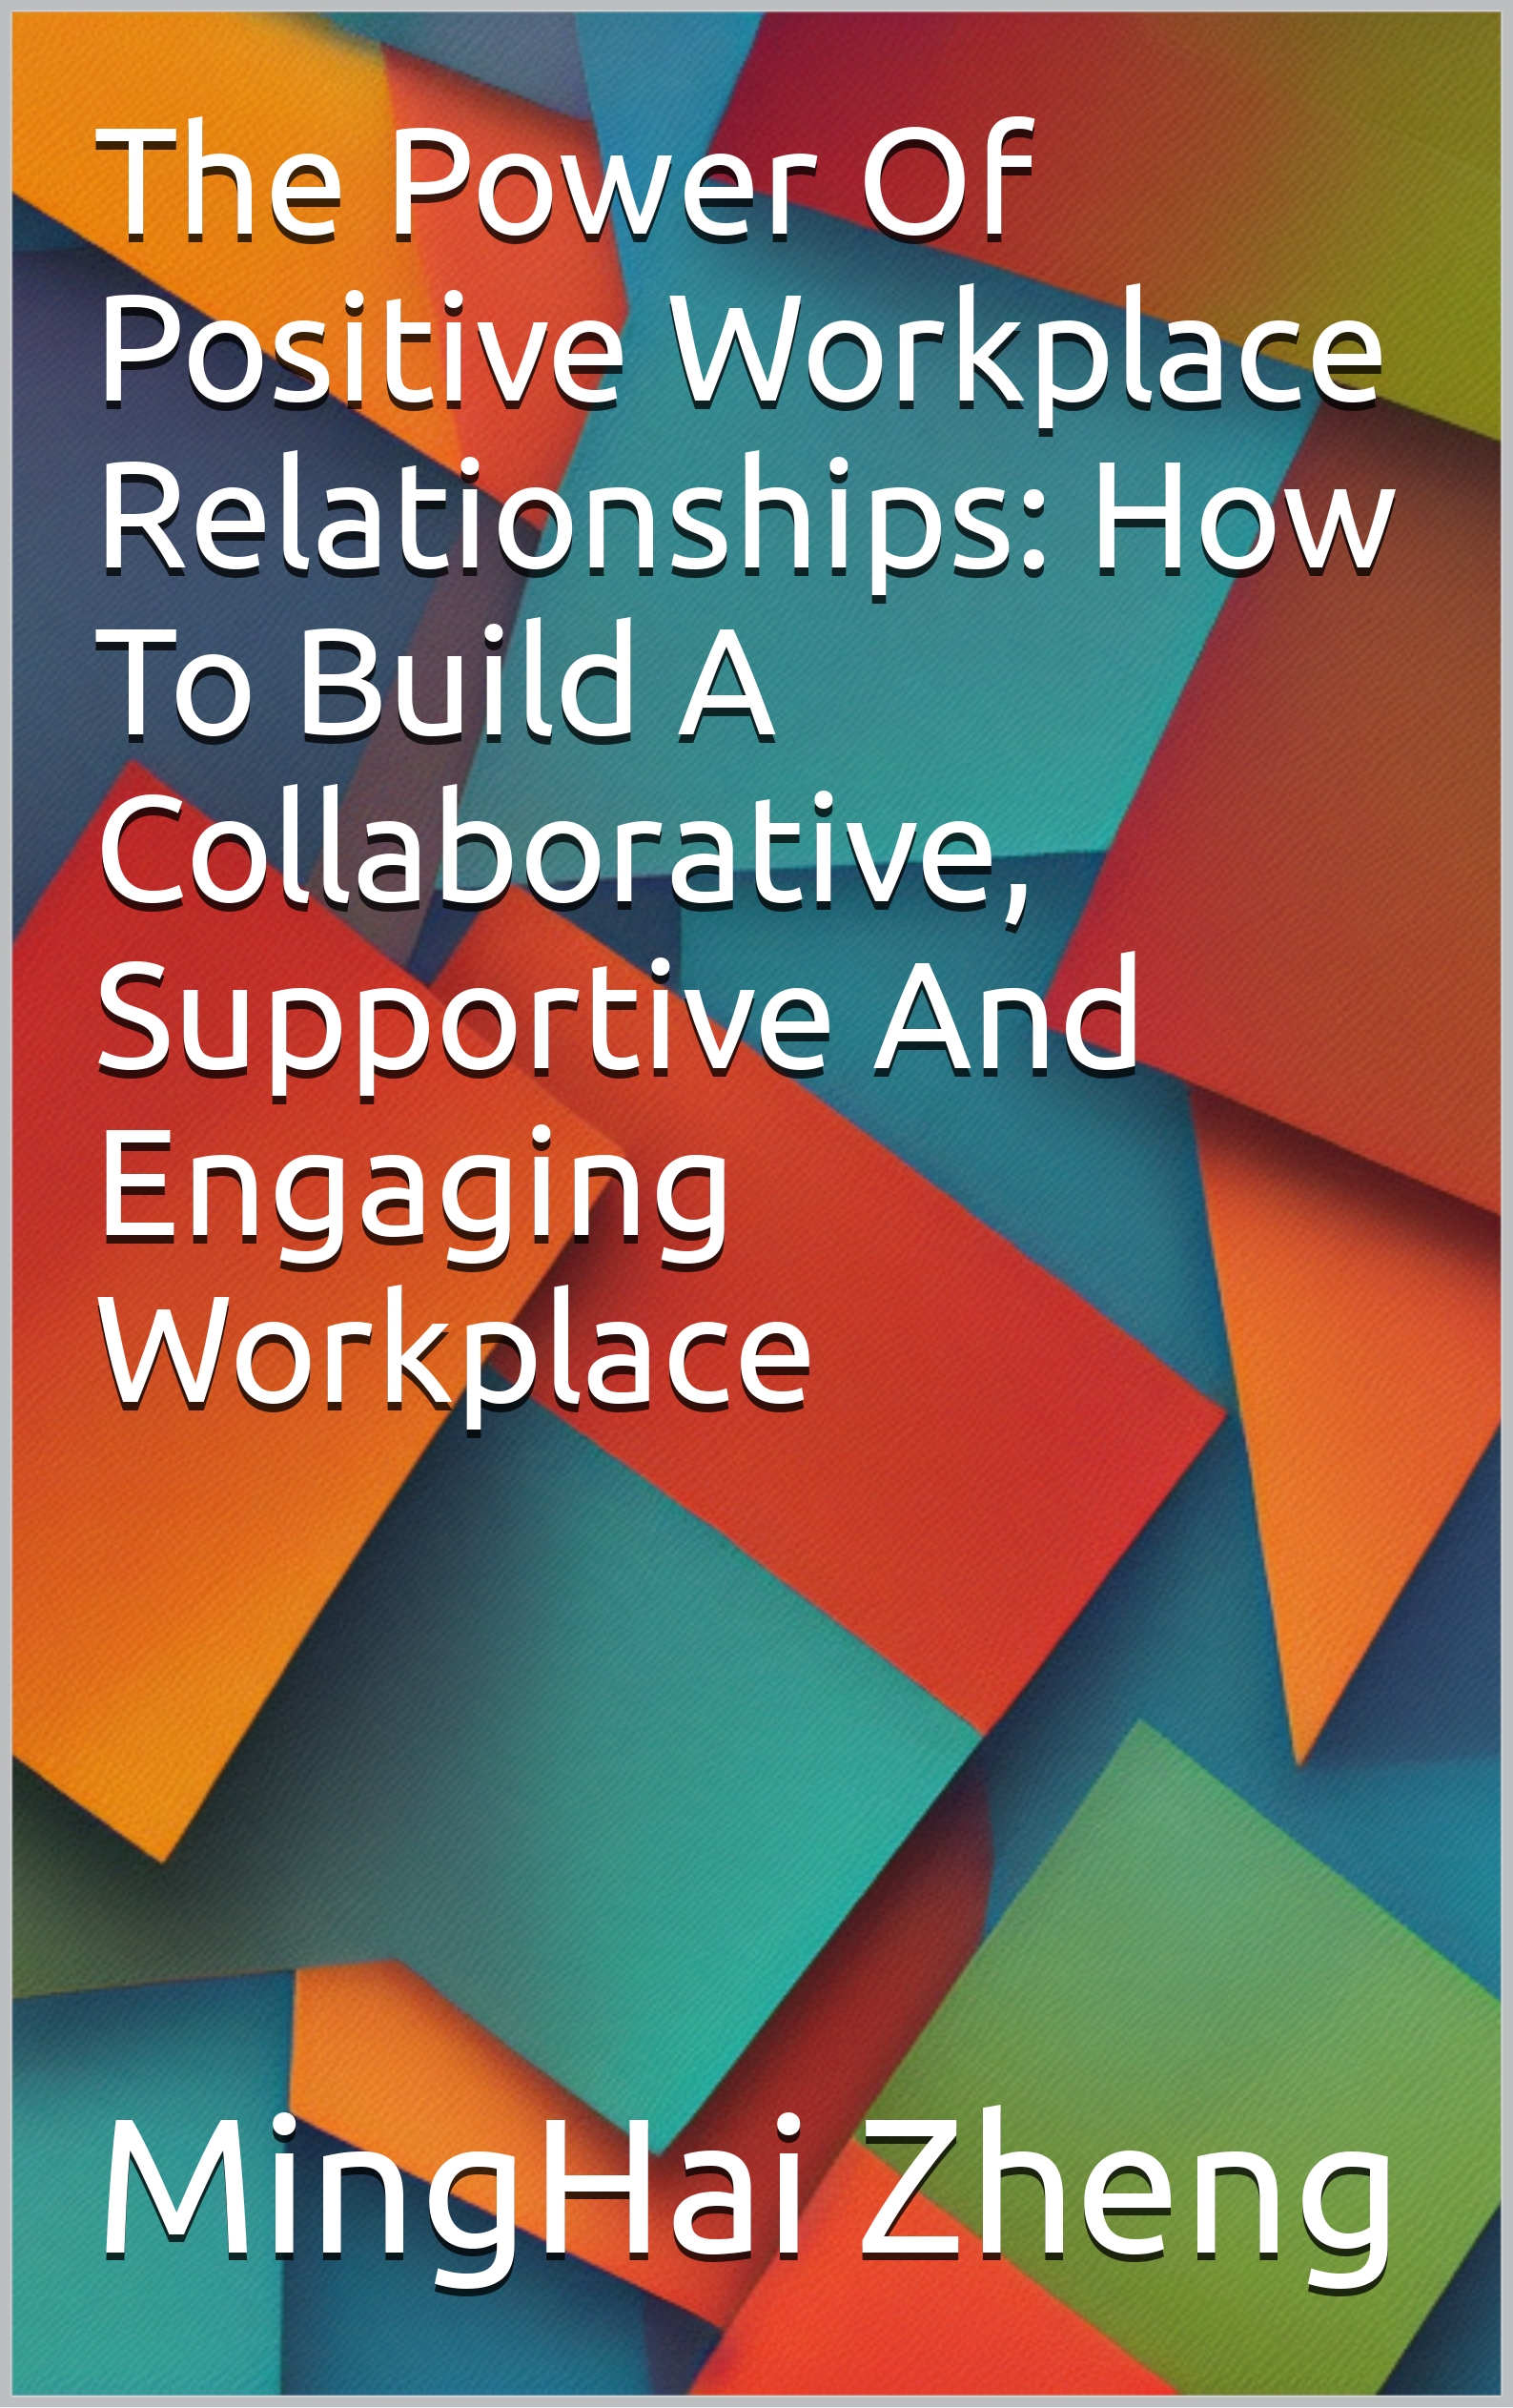 The Power Of
Positive Workplace
Relationships: How
To Build A
Collaborative,
Supportive And
Engaging
Workplace
MingHai Zheng